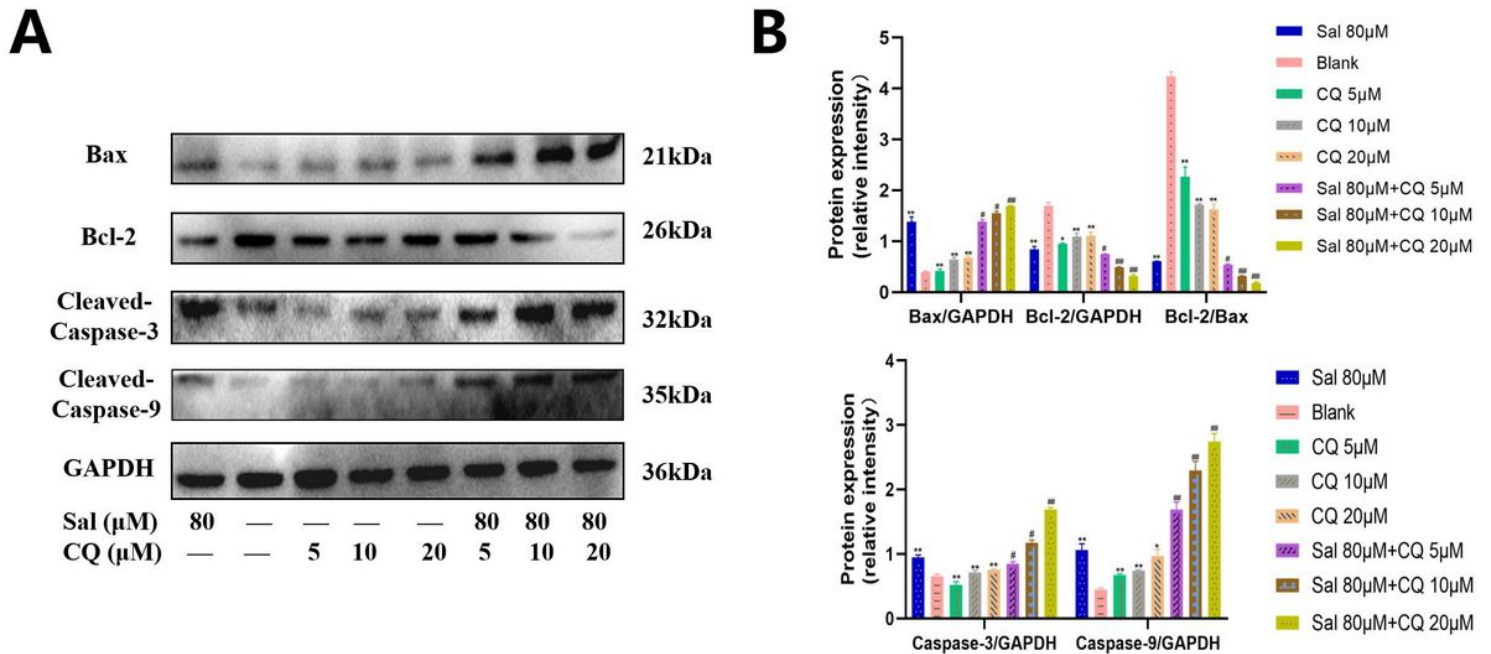 A
Bax
21kDa
Bcl-2
26kDa
Cleaved-
Caspase-3
32kDa
Cleaved-
Caspase-9
35kDa
GAPDH
36kDa
Sal (μM) 80 — — — — 80 80 80
CQ (μM) — — 5 10 20 5 10 20
B
Protein expression
(relative intensity)
5
4
3
2
1
0
** ** ** ** # # ##
** * ** ** # ## ##
** ** ** ** # ## ##
Bax/GAPDH Bcl-2/GAPDH Bcl-2/Bax
Sal 80μM
Blank
CQ 5μM
CQ 10μM
CQ 20μM
Sal 80μM+CQ 5μM
Sal 80μM+CQ 10μM
Sal 80μM+CQ 20μM
Protein expression
(relative intensity)
4
3
2
1
0
** ** ** ** # # ##
** ** ** * ## ## ##
Caspase-3/GAPDH Caspase-9/GAPDH
Sal 80μM
Blank
CQ 5μM
CQ 10μM
CQ 20μM
Sal 80μM+CQ 5μM
Sal 80μM+CQ 10μM
Sal 80μM+CQ 20μM